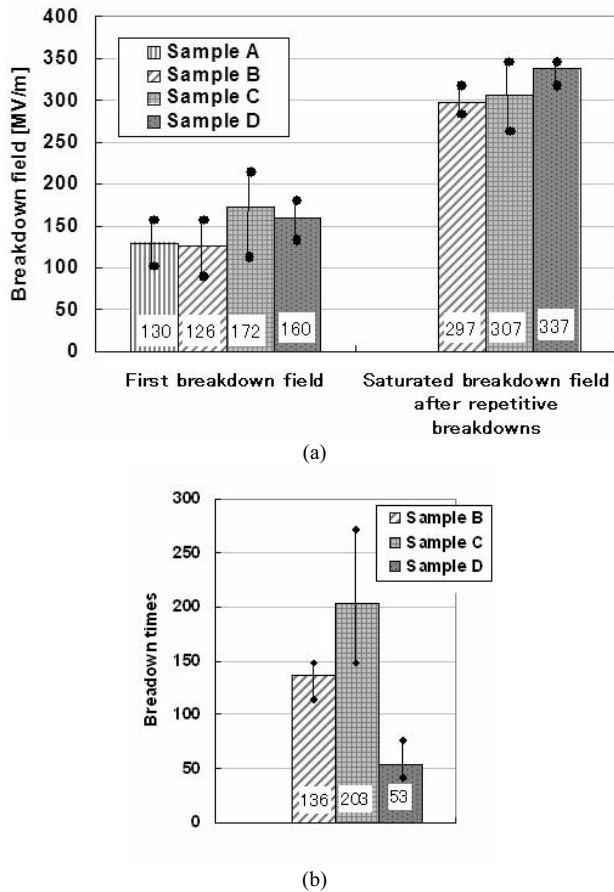 400
350
300
250
200
150
100
50
0
Breakdown field [MV/m]
Sample A
Sample B
Sample C
Sample D
130 126 172 160 297 307 337
First breakdown field
Saturated breakdown field
after repetitive
breakdowns
(a)
300
250
200
150
100
50
0
Breadown times
Sample B
Sample C
Sample D
136 203 53
(b)